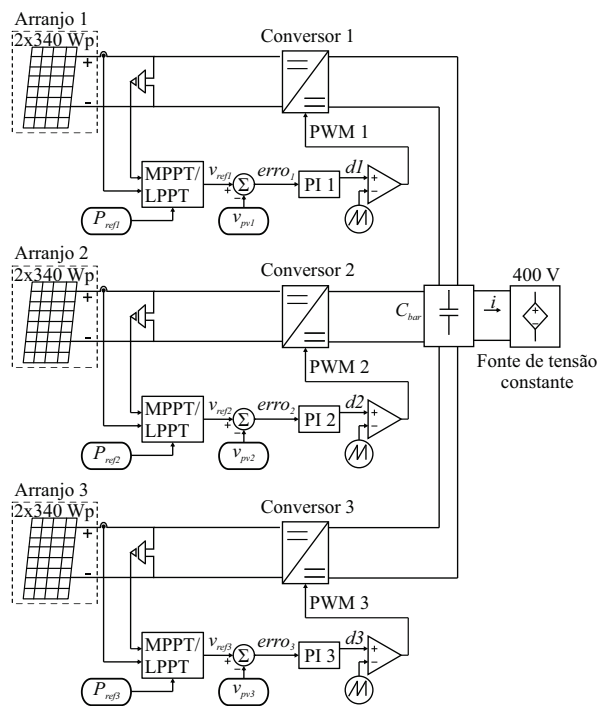 Arranjo 1
2x340 Wp
+
-
Conversor 1
PWM 1
MPPT/
LPPT
v_ref1
+
-
Σ
erro_1
PI 1
d1
+
-
P_ref1
v_pv1
Arranjo 2
2x340 Wp
+
-
Conversor 2
PWM 2
MPPT/
LPPT
v_ref2
+
-
Σ
erro_2
PI 2
d2
+
-
P_ref2
v_pv2
C_bar
i
400 V
+
-
Fonte de tensão
constante
Arranjo 3
2x340 Wp
+
-
Conversor 3
PWM 3
MPPT/
LPPT
v_ref3
+
-
Σ
erro_3
PI 3
d3
+
-
P_ref3
v_pv3